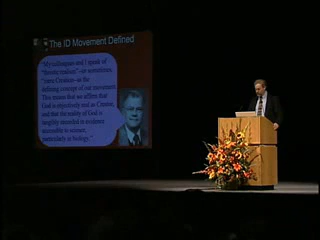 The ID Movement Defined
"My colleagues and I speak of
"theistic realism"--or sometimes,
"mere Creation--as the
defining concept of our movement.
This means that we affirm that
God is objectively real as Creator,
and that the reality of God is
tangibly recorded in evidence
accessible to science,
particularly in biology."